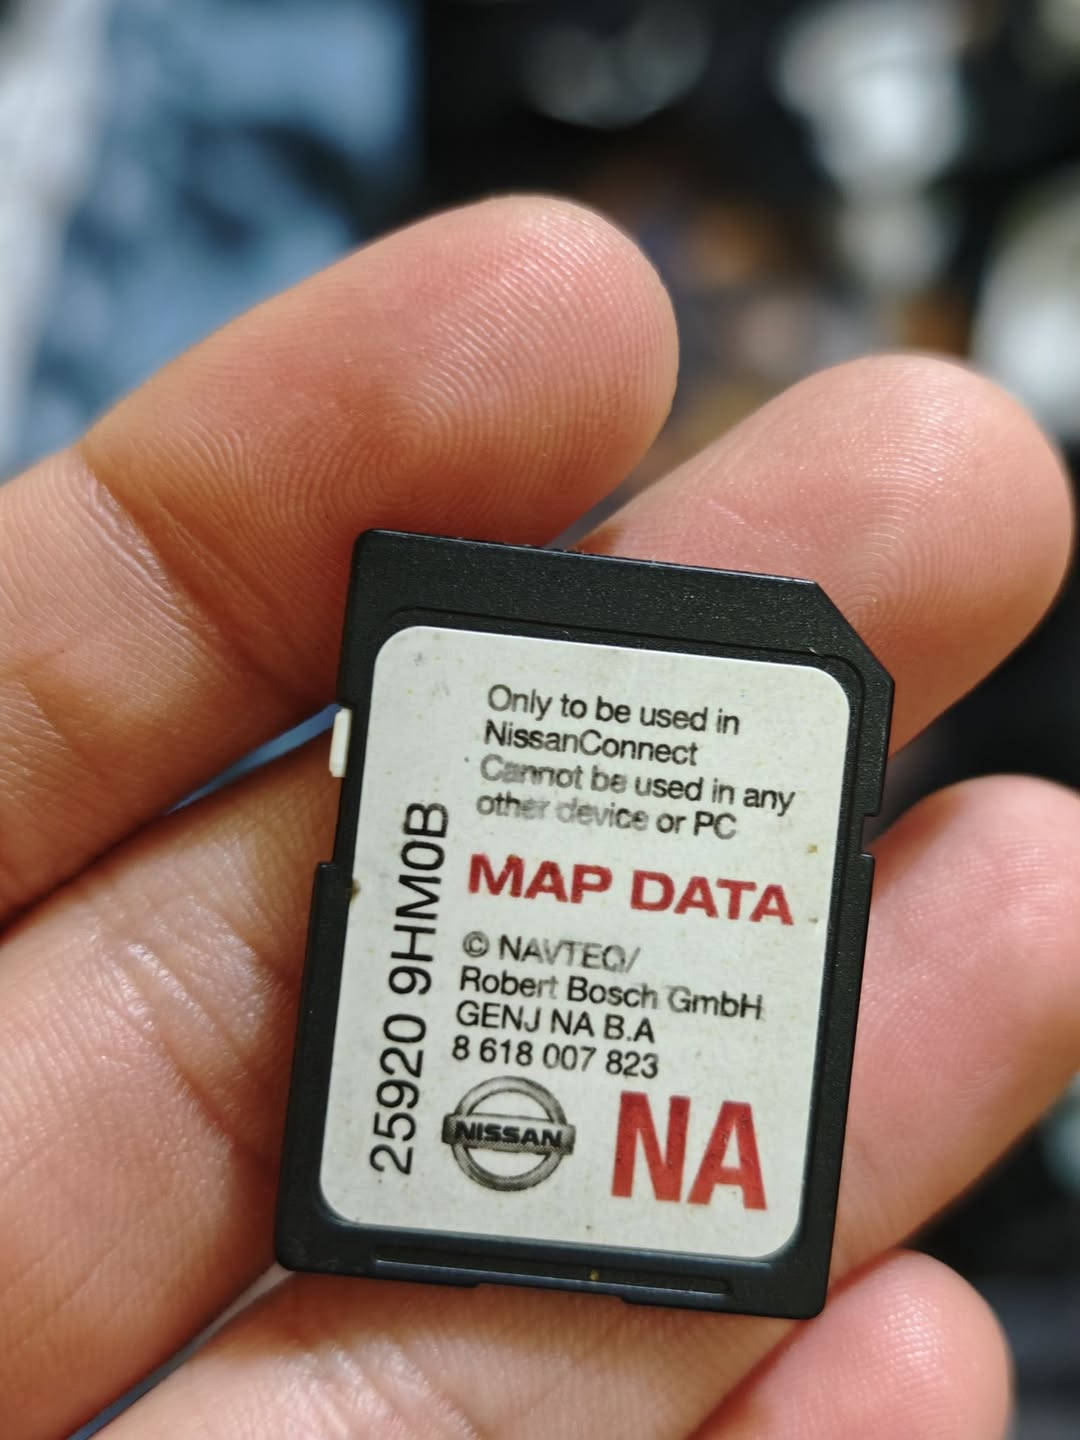 Only to be used in
NissanConnect
Cannot be used in any
other device or PC
MAP DATA
© NAVTEQ/
Robert Bosch GmbH
GENJ NA B.A
8 618 007 823
NISSAN
NA
25920 9HM0B